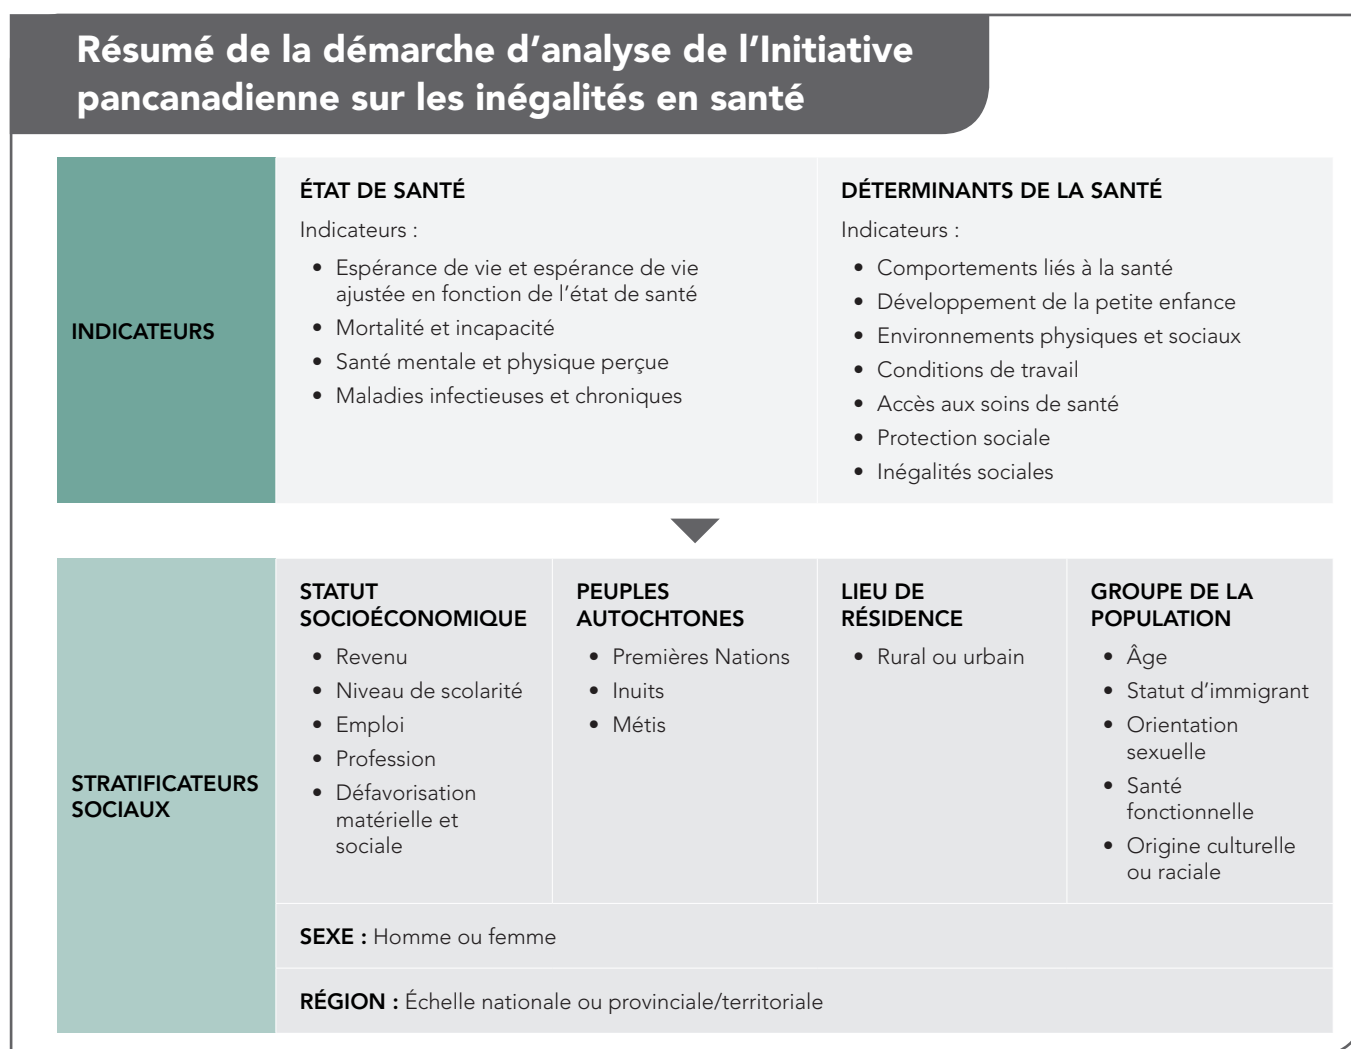 Résumé de la démarche d’analyse de l’Initiative
pancanadienne sur les inégalités en santé
INDICATEURS
ÉTAT DE SANTÉ
Indicateurs :
• Espérance de vie et espérance de vie
ajustée en fonction de l’état de santé
• Mortalité et incapacité
• Santé mentale et physique perçue
• Maladies infectieuses et chroniques
DÉTERMINANTS DE LA SANTÉ
Indicateurs :
• Comportements liés à la santé
• Développement de la petite enfance
• Environnements physiques et sociaux
• Conditions de travail
• Accès aux soins de santé
• Protection sociale
• Inégalités sociales
STRATIFICATEURS
SOCIAUX
STATUT
SOCIOÉCONOMIQUE
• Revenu
• Niveau de scolarité
• Emploi
• Profession
• Défavorisation
matérielle et
sociale
PEUPLES
AUTOCHTONES
• Premières Nations
• Inuits
• Métis
LIEU DE
RÉSIDENCE
• Rural ou urbain
GROUPE DE LA
POPULATION
• Âge
• Statut d’immigrant
• Orientation
sexuelle
• Santé
fonctionnelle
• Origine culturelle
ou raciale
SEXE : Homme ou femme
RÉGION : Échelle nationale ou provinciale/territoriale